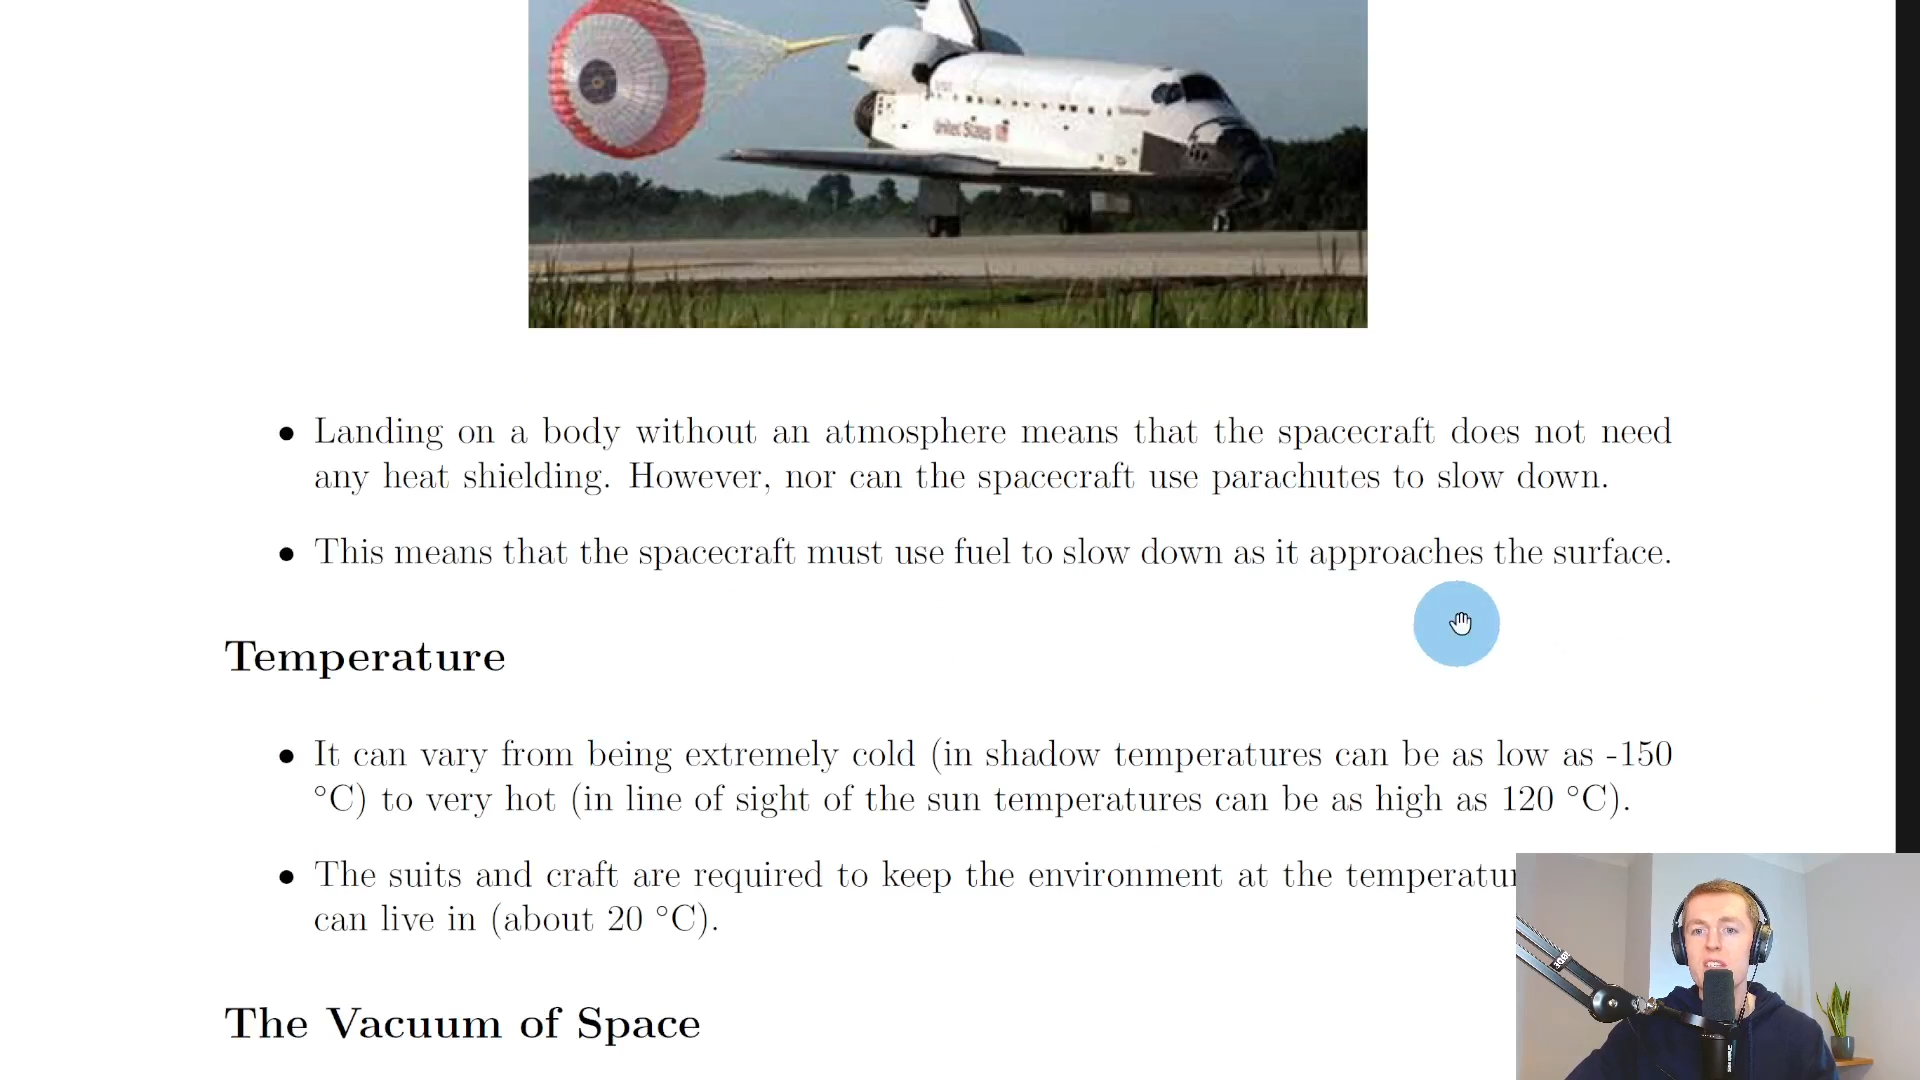 United States
• Landing on a body without an atmosphere means that the spacecraft does not need
any heat shielding. However, nor can the spacecraft use parachutes to slow down.
• This means that the spacecraft must use fuel to slow down as it approaches the surface.
Temperature
• It can vary from being extremely cold (in shadow temperatures can be as low as -150
°C) to very hot (in line of sight of the sun temperatures can be as high as 120 °C).
• The suits and craft are required to keep the environment at the
can live in (about 20 °C).
The Vacuum of Space
RODE